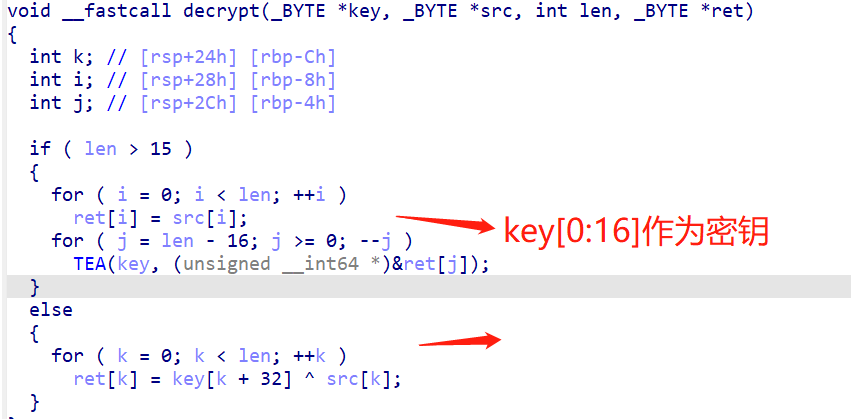 void __fastcall decrypt(_BYTE *key, _BYTE *src, int len, _BYTE *ret)
{
  int k; // [rsp+24h] [rbp-Ch]
  int i; // [rsp+28h] [rbp-8h]
  int j; // [rsp+2Ch] [rbp-4h]

  if ( len > 15 )
  {
    for ( i = 0; i < len; ++i )
      ret[i] = src[i];
key[0:16]作为密钥
    for ( j = len - 16; j >= 0; --j )
      TEA(key, (unsigned __int64 *)&ret[j]);
  }
  else
  {
    for ( k = 0; k < len; ++k )
      ret[k] = key[k + 32] ^ src[k];
  }